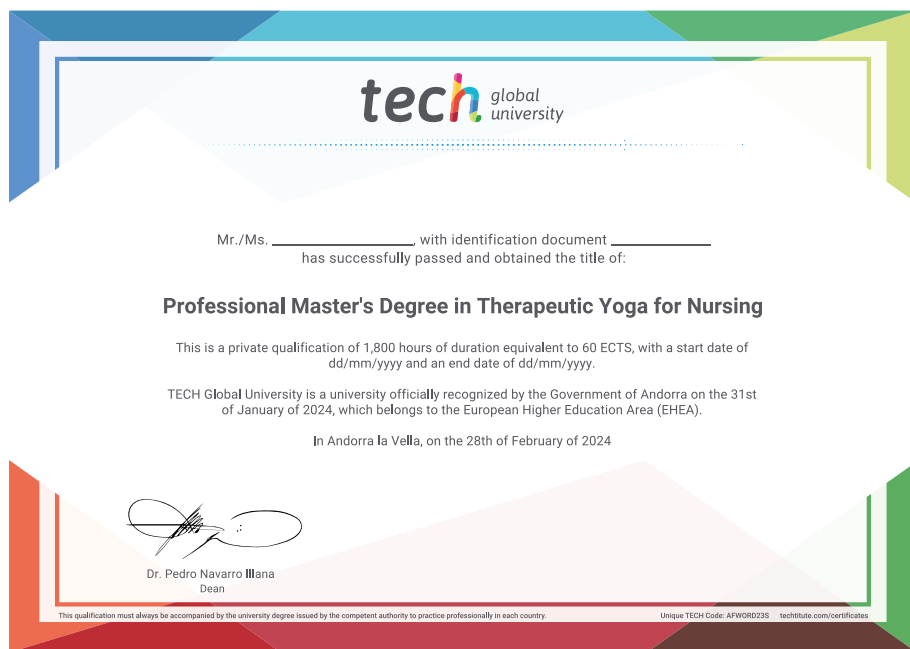 tech global university
Mr./Ms. ____________________, with identification document ______________
has successfully passed and obtained the title of:
Professional Master's Degree in Therapeutic Yoga for Nursing
This is a private qualification of 1,800 hours of duration equivalent to 60 ECTS, with a start date of
dd/mm/yyyy and an end date of dd/mm/yyyy.
TECH Global University is a university officially recognized by the Government of Andorra on the 31st
of January of 2024, which belongs to the European Higher Education Area (EHEA).
In Andorra la Vella, on the 28th of February of 2024
Dr. Pedro Navarro Illana
Dean
This qualification must always be accompanied by the university degree issued by the competent authority to practice professionally in each country.
Unique TECH Code: AFWORD23S techtitute.com/certificates